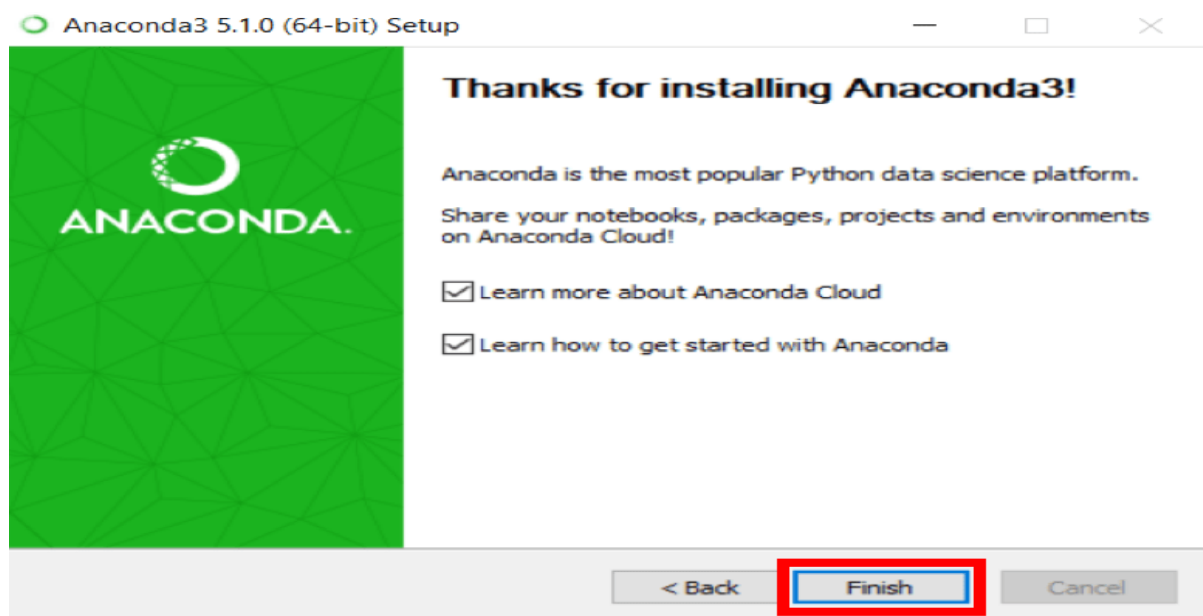 Anaconda3 5.1.0 (64-bit) Setup
ANACONDA.
Thanks for installing Anaconda3!
Anaconda is the most popular Python data science platform.
Share your notebooks, packages, projects and environments
on Anaconda Cloud!
Learn more about Anaconda Cloud
Learn how to get started with Anaconda
< Back
Finish
Cancel